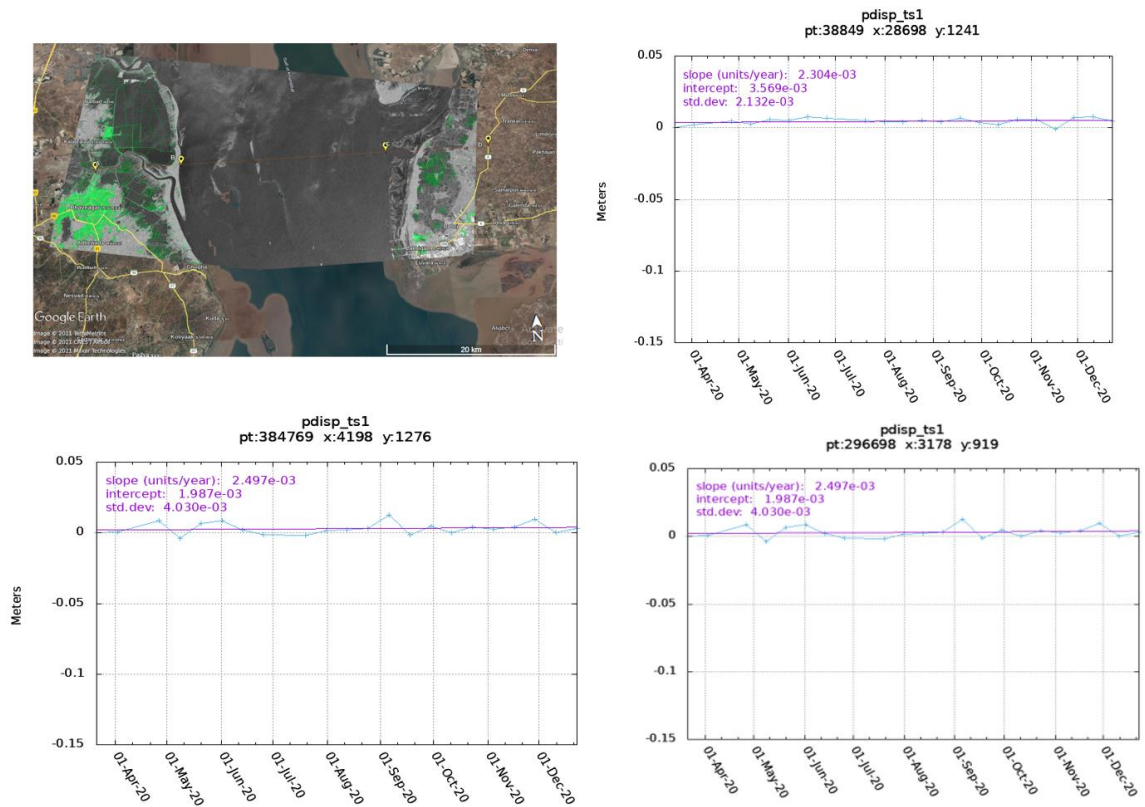 Google Earth
Image © 2021 TerraMetrics
Image © 2021 CNES / Airbus
Image © 2021 Maxar Technologies
N
20 km
pdisp_ts1
pt:38849 x:28698 y:1241
slope (units/year): 2.304e-03
intercept: 3.569e-03
std.dev: 2.132e-03
Meters
0.05
0
-0.05
-0.1
-0.15
01-Apr-20
01-May-20
01-Jun-20
01-Jul-20
01-Aug-20
01-Sep-20
01-Oct-20
01-Nov-20
01-Dec-20
pdisp_ts1
pt:384769 x:4198 y:1276
slope (units/year): 2.497e-03
intercept: 1.987e-03
std.dev: 4.030e-03
Meters
0.05
0
-0.05
-0.1
-0.15
01-Apr-20
01-May-20
01-Jun-20
01-Jul-20
01-Aug-20
01-Sep-20
01-Oct-20
01-Nov-20
01-Dec-20
pdisp_ts1
pt:296698 x:3178 y:919
slope (units/year): 2.497e-03
intercept: 1.987e-03
std.dev: 4.030e-03
0.05
0
-0.05
-0.1
-0.15
01-Apr-20
01-May-20
01-Jun-20
01-Jul-20
01-Aug-20
01-Sep-20
01-Oct-20
01-Nov-20
01-Dec-20